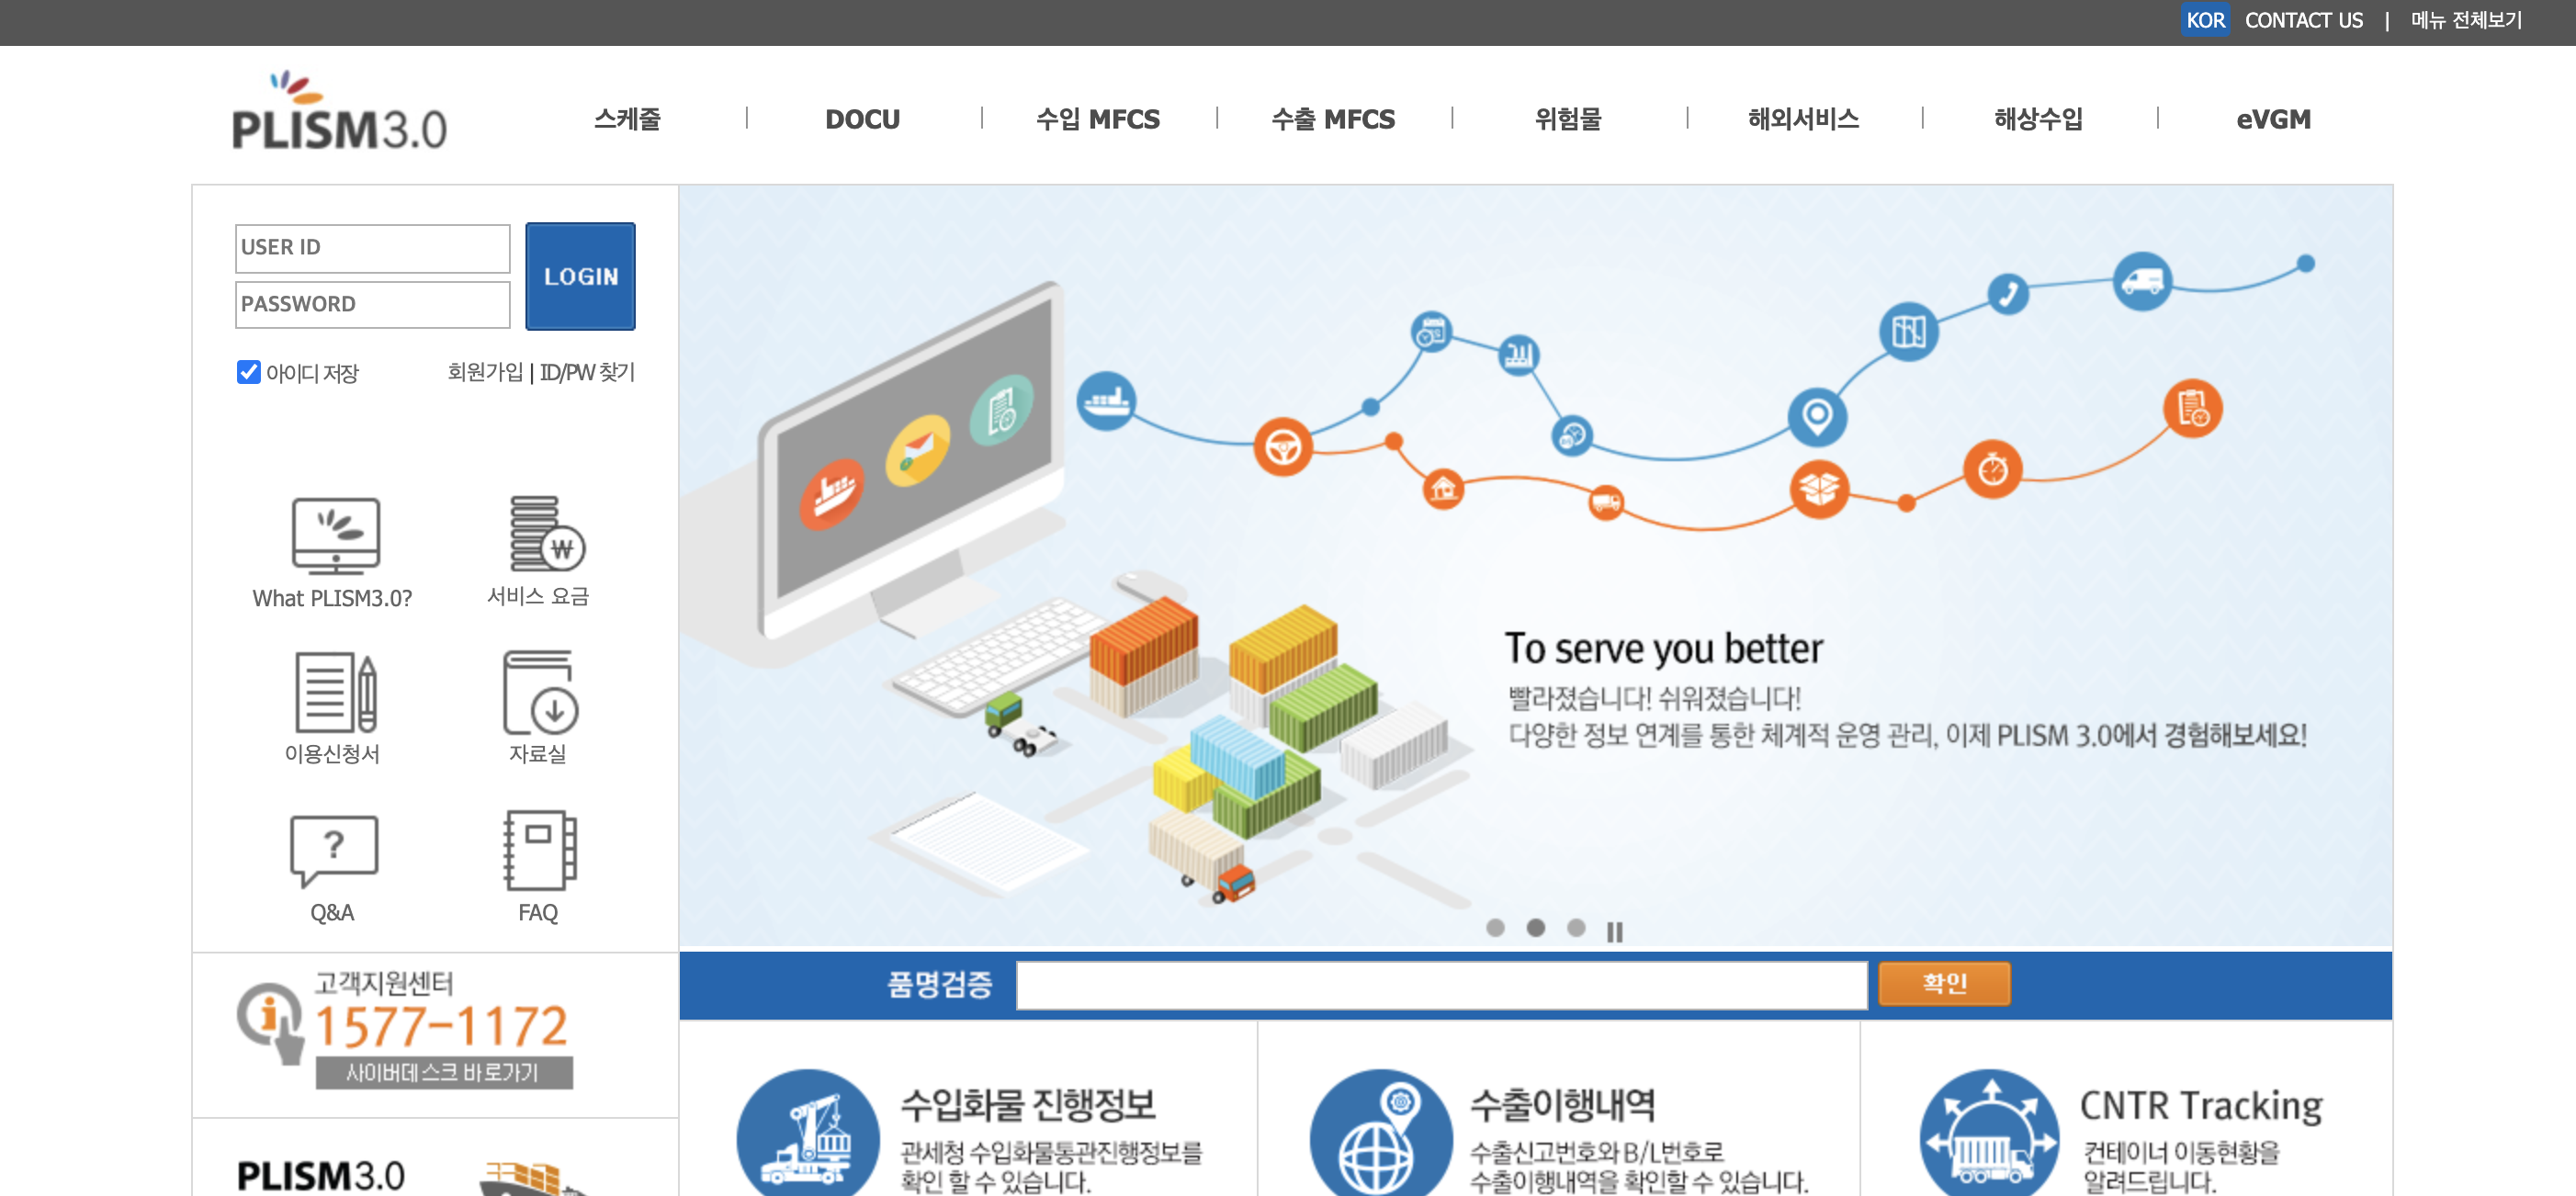 KOR CONTACT US | 메뉴 전체보기
PLISM3.0
스케줄 | DOCU | 수입 MFCS | 수출 MFCS | 위험물 | 해외서비스 | 해상수입 | eVGM
USER ID
PASSWORD
LOGIN
아이디 저장
회원가입 | ID/PW 찾기
What PLISM3.0?
서비스 요금
이용신청서
자료실
?
Q&A
FAQ
고객지원센터
1577-1172
사이버데스크 바로가기
PLISM3.0
To serve you better
빨라졌습니다! 쉬워졌습니다!
다양한 정보 연계를 통한 체계적 운영 관리, 이제 PLISM 3.0에서 경험해보세요!
품명검증
확인
수입화물 진행정보
관세청 수입화물통관진행정보를
확인 할 수 있습니다.
수출이행내역
수출신고번호와 B/L번호로
수출이행내역을 확인할 수 있습니다.
CNTR Tracking
컨테이너 이동현황을
알려드립니다.